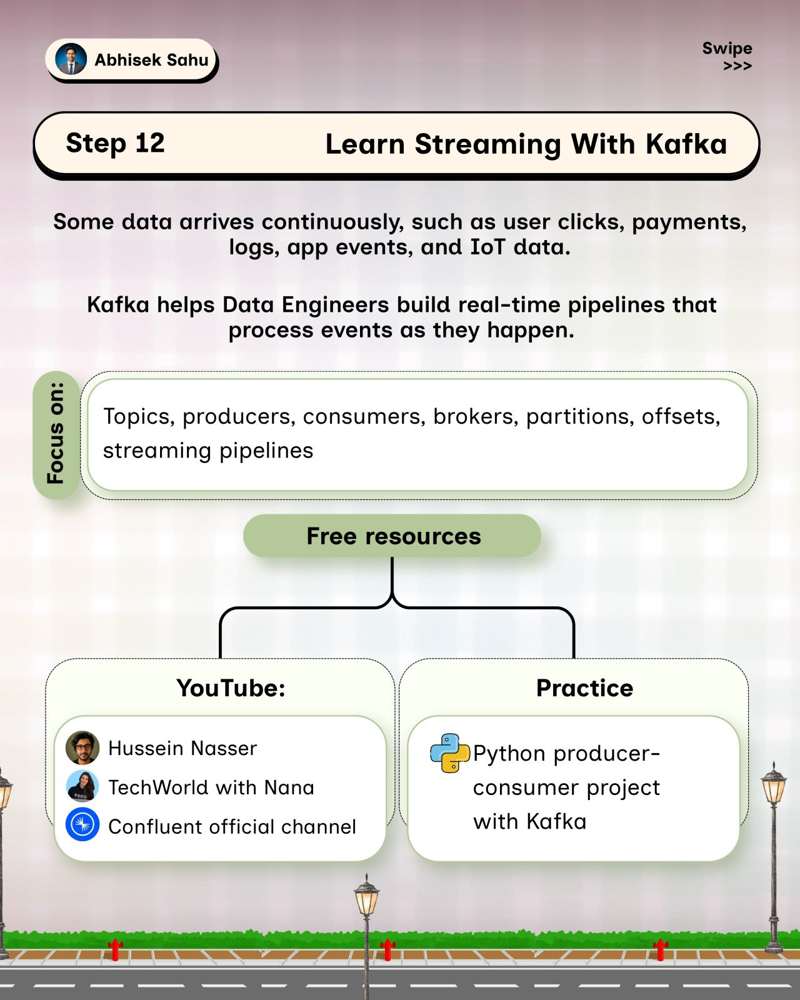 Abhisek Sahu
Swipe
>>>
Step 12
Learn Streaming With Kafka
Some data arrives continuously, such as user clicks, payments,
logs, app events, and IoT data.
Kafka helps Data Engineers build real-time pipelines that
process events as they happen.
Focus on:
Topics, producers, consumers, brokers, partitions, offsets,
streaming pipelines
Free resources
YouTube:
Hussein Nasser
TechWorld with Nana
Confluent official channel
Practice
Python producer-
consumer project
with Kafka